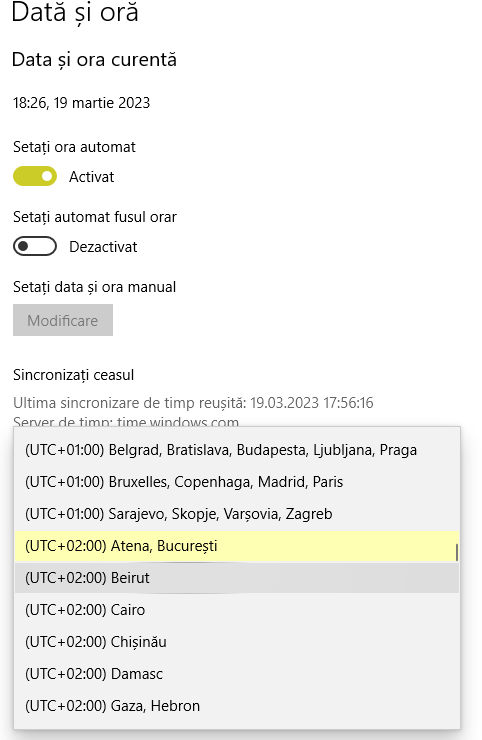 Dată și oră
Data și ora curentă
18:26, 19 martie 2023
Setați ora automat
Activat
Setați automat fusul orar
Dezactivat
Setați data și ora manual
Modificare
Sincronizați ceasul
Ultima sincronizare de timp reușită: 19.03.2023 17:56:16
Server de timp: time.windows.com
(UTC+01:00) Belgrad, Bratislava, Budapesta, Ljubljana, Praga
(UTC+01:00) Bruxelles, Copenhaga, Madrid, Paris
(UTC+01:00) Sarajevo, Skopje, Varșovia, Zagreb
(UTC+02:00) Atena, București
(UTC+02:00) Beirut
(UTC+02:00) Cairo
(UTC+02:00) Chișinău
(UTC+02:00) Damasc
(UTC+02:00) Gaza, Hebron